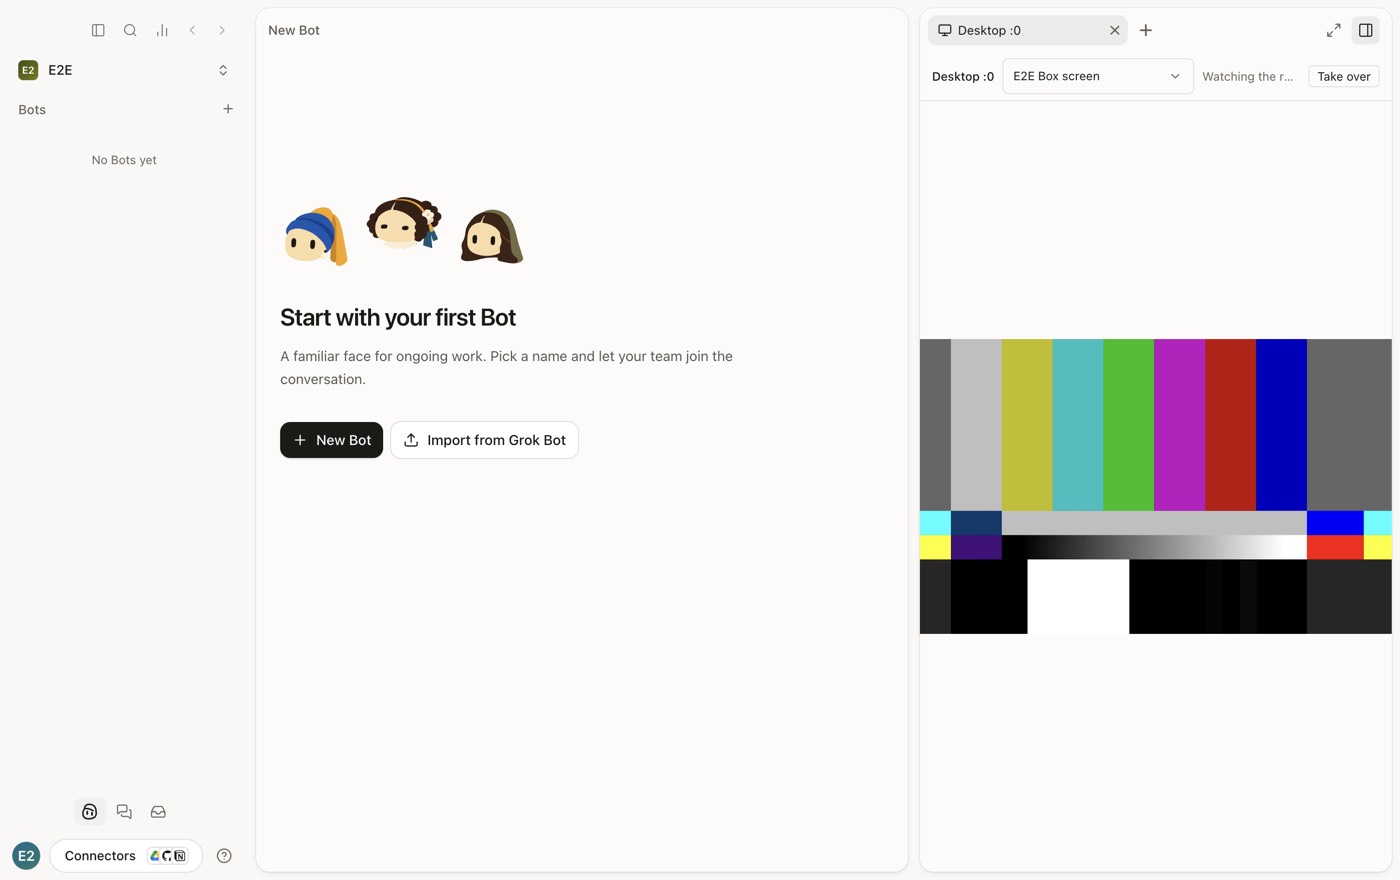 New Bot
Desktop :0
E2 E2E
Desktop :0 E2E Box screen Watching the r... Take over
Bots
No Bots yet
Start with your first Bot
A familiar face for ongoing work. Pick a name and let your team join the
conversation.
New Bot Import from Grok Bot
E2 Connectors